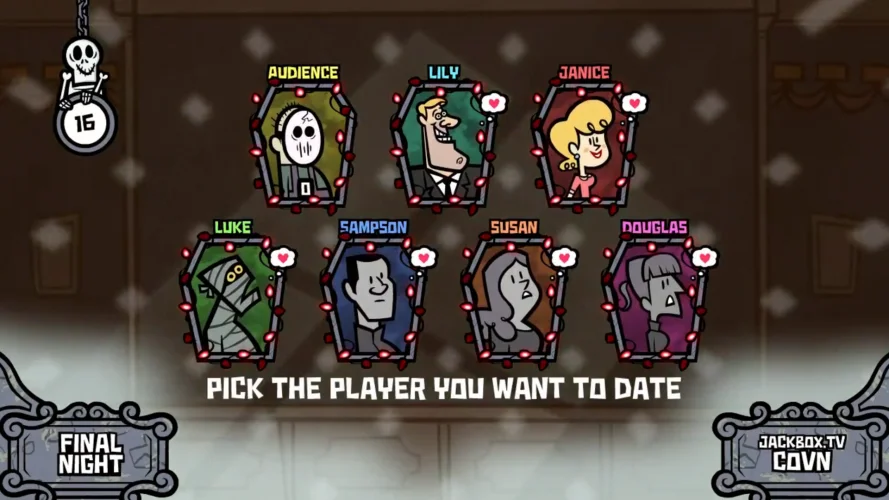 16
AUDIENCE
LILY
JANICE
0
LUKE
SAMPSON
SUSAN
DOUGLAS
PICK THE PLAYER YOU WANT TO DATE
FINAL
NIGHT
JACKBOX.TV
COVN